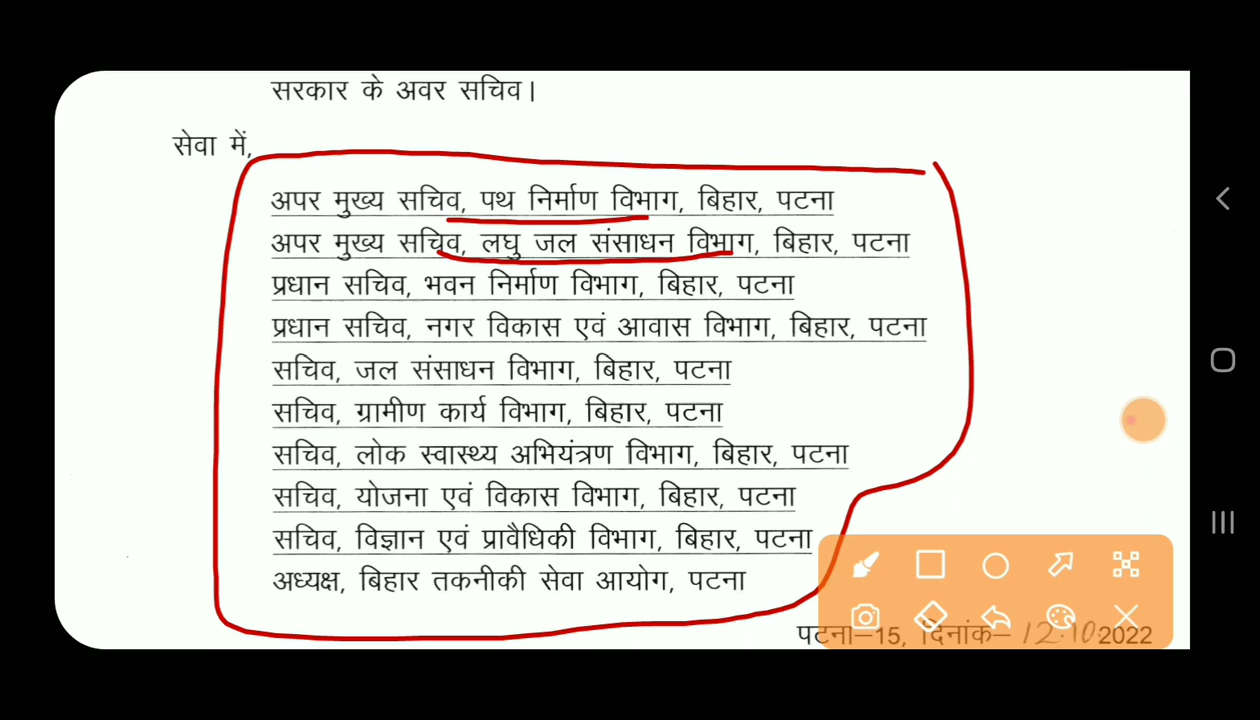 सरकार के अवर सचिव।
सेवा में,
अपर मुख्य सचिव, पथ निर्माण विभाग, बिहार, पटना
अपर मुख्य सचिव, लघु जल संसाधन विभाग, बिहार, पटना
प्रधान सचिव, भवन निर्माण विभाग, बिहार, पटना
प्रधान सचिव, नगर विकास एवं आवास विभाग, बिहार, पटना
सचिव, जल संसाधन विभाग, बिहार, पटना
सचिव, ग्रामीण कार्य विभाग, बिहार, पटना
सचिव, लोक स्वास्थ्य अभियंत्रण विभाग, बिहार, पटना
सचिव, योजना एवं विकास विभाग, बिहार, पटना
सचिव, विज्ञान एवं प्रावैधिकी विभाग, बिहार, पटना
अध्यक्ष, बिहार तकनीकी सेवा आयोग, पटना
पटना–15, दिनांक– 12.10.2022